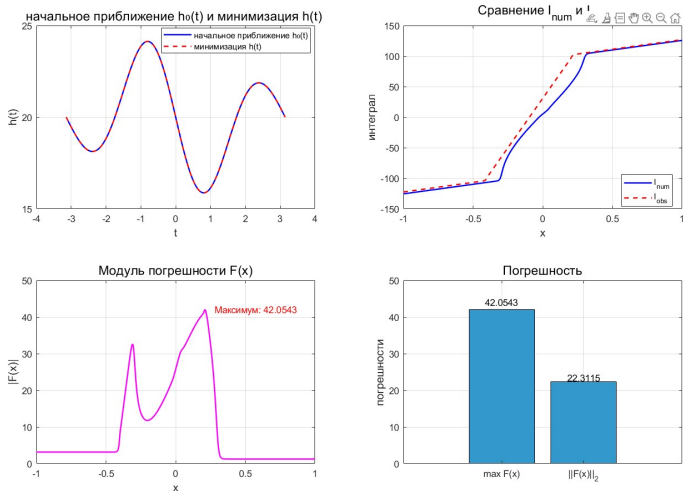 начальное приближение h₀(t) и минимизация h(t)
25
20
15
h(t)
-4 -3 -2 -1 0 1 2 3 4
t
начальное приближение h₀(t)
минимизация h(t)
Сравнение I_num и I
150
100
50
0
-50
-100
-150
интеграл
-1 -0.5 0 0.5 1
x
I_num
I_obs
Модуль погрешности F(x)
50
40
30
20
10
0
|F(x)|
-1 -0.5 0 0.5 1
x
Максимум: 42.0543
Погрешность
50
40
30
20
10
0
погрешности
42.0543
22.3115
max F(x) ||F(x)||₂